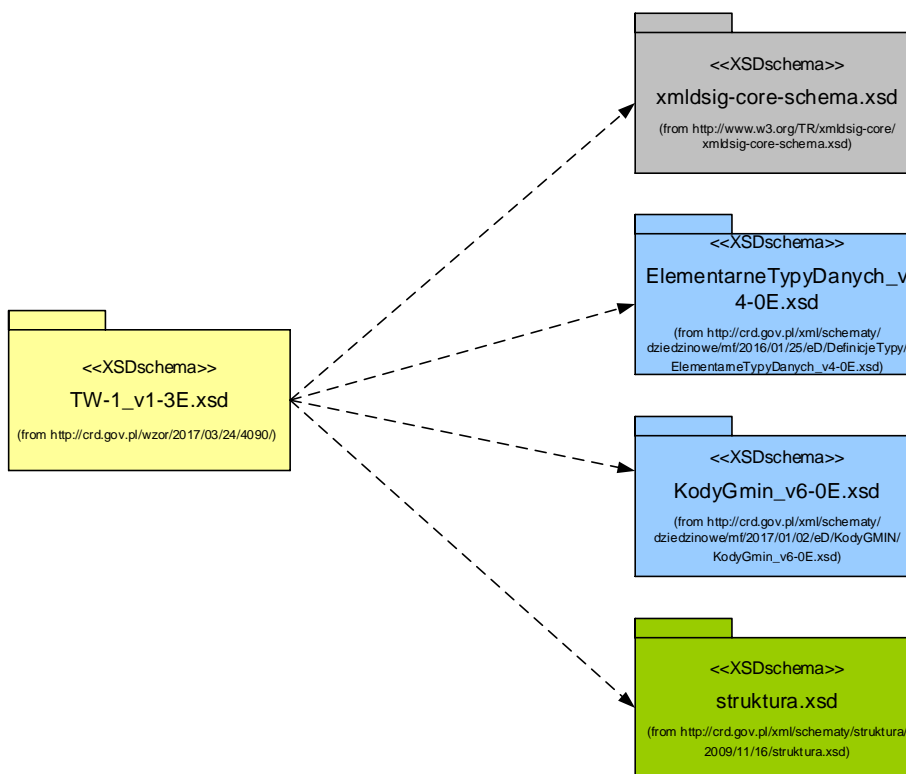 <<XSDschema>>
xmldsig-core-schema.xsd
(from http://www.w3.org/TR/xmldsig-core/
xmldsig-core-schema.xsd)
<<XSDschema>>
ElementarneTypyDanych_v
4-0E.xsd
(from http://crd.gov.pl/xml/schematy/
dziedzinowe/mf/2016/01/25/eD/DefinicjeTypy/
ElementarneTypyDanych_v4-0E.xsd)
<<XSDschema>>
TW-1_v1-3E.xsd
(from http://crd.gov.pl/wzor/2017/03/24/4090/)
<<XSDschema>>
KodyGmin_v6-0E.xsd
(from http://crd.gov.pl/xml/schematy/
dziedzinowe/mf/2017/01/02/eD/KodyGMIN/
KodyGmin_v6-0E.xsd)
<<XSDschema>>
struktura.xsd
(from http://crd.gov.pl/xml/schematy/struktura/
2009/11/16/struktura.xsd)